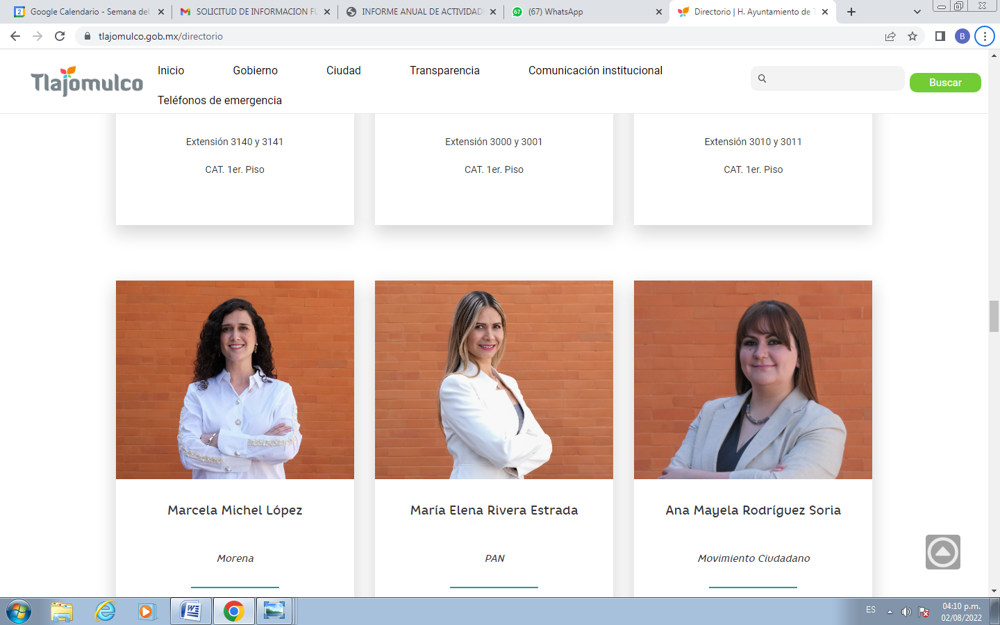 Google Calendario - Semana del
SOLICITUD DE INFORMACION FU
INFORME ANUAL DE ACTIVIDAD
67
(67) WhatsApp
Directorio | H. Ayuntamiento de T
tlajomulco.gob.mx/directorio
B
Tlajomulco
Inicio
Gobierno
Ciudad
Transparencia
Comunicación institucional
Teléfonos de emergencia
Buscar
Extensión 3140 y 3141
CAT. 1er. Piso
Extensión 3000 y 3001
CAT. 1er. Piso
Extensión 3010 y 3011
CAT. 1er. Piso
Marcela Michel López
Morena
María Elena Rivera Estrada
PAN
Ana Mayela Rodríguez Soria
Movimiento Ciudadano
ES
04:10 p.m.
02/08/2022